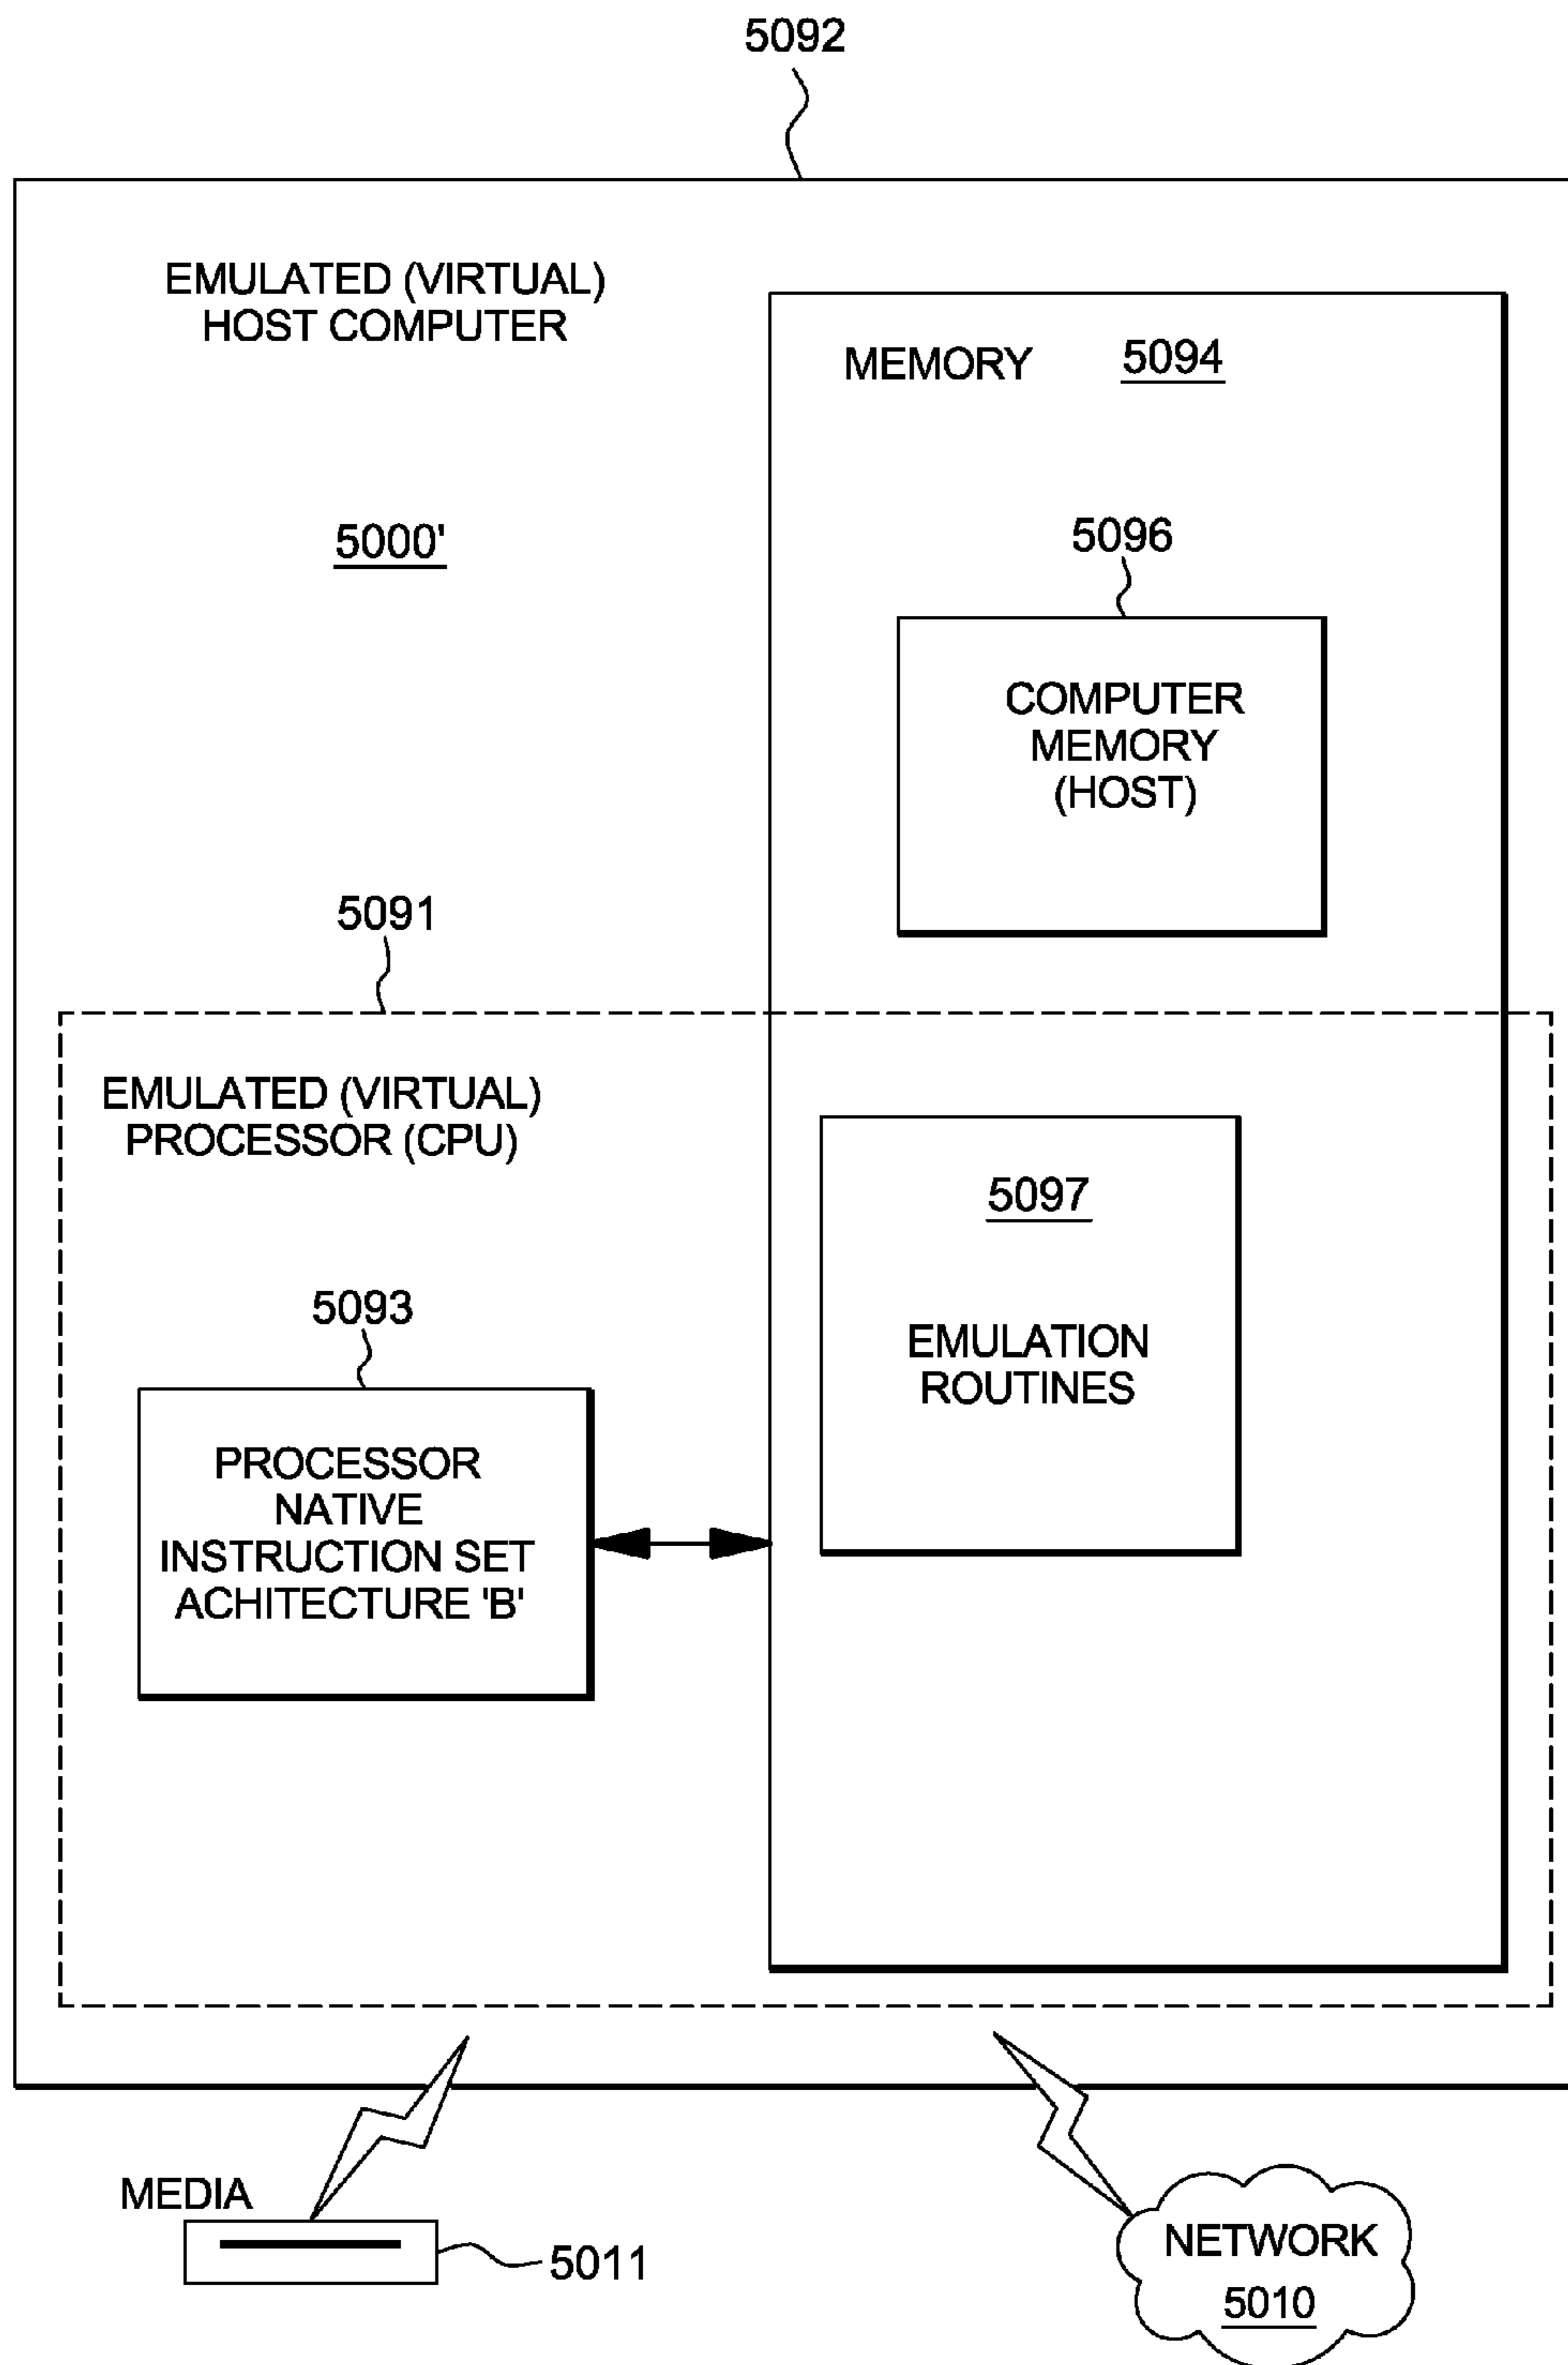 5092
EMULATED (VIRTUAL)
HOST COMPUTER
MEMORY 5094
5000'
5096
COMPUTER
MEMORY
(HOST)
5091
EMULATED (VIRTUAL)
PROCESSOR (CPU)
5097
EMULATION
ROUTINES
5093
PROCESSOR
NATIVE
INSTRUCTION SET
ACHITECTURE 'B'
MEDIA
5011
NETWORK
5010